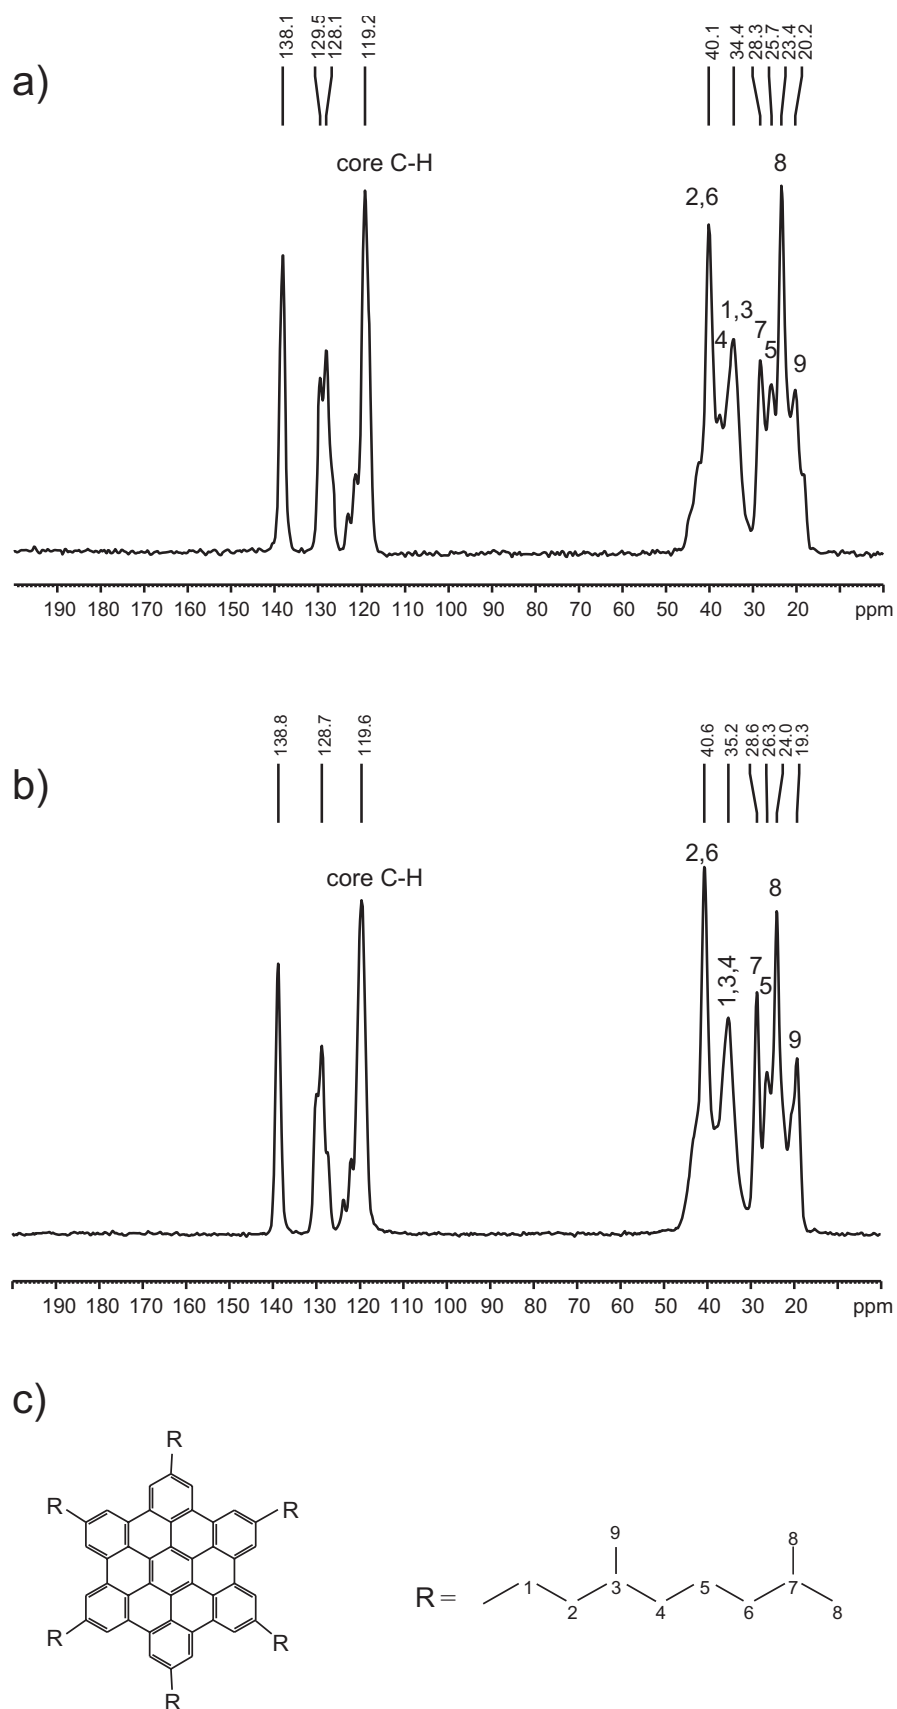 138.1 129.5 128.1 119.2 40.1 34.4 28.3 25.7 23.4 20.2
a)
core C-H
8
2,6
1,3
7
4
5
9
190 180 170 160 150 140 130 120 110 100 90 80 70 60 50 40 30 20 ppm
138.8 128.7 119.6 40.6 35.2 28.6 26.3 24.0 19.3
b)
2,6
core C-H
8
1,3,4
7
5
9
190 180 170 160 150 140 130 120 110 100 90 80 70 60 50 40 30 20 ppm
c)
R
R R
R R
R
R =
9 8
1 3 5 7
2 4 6 8